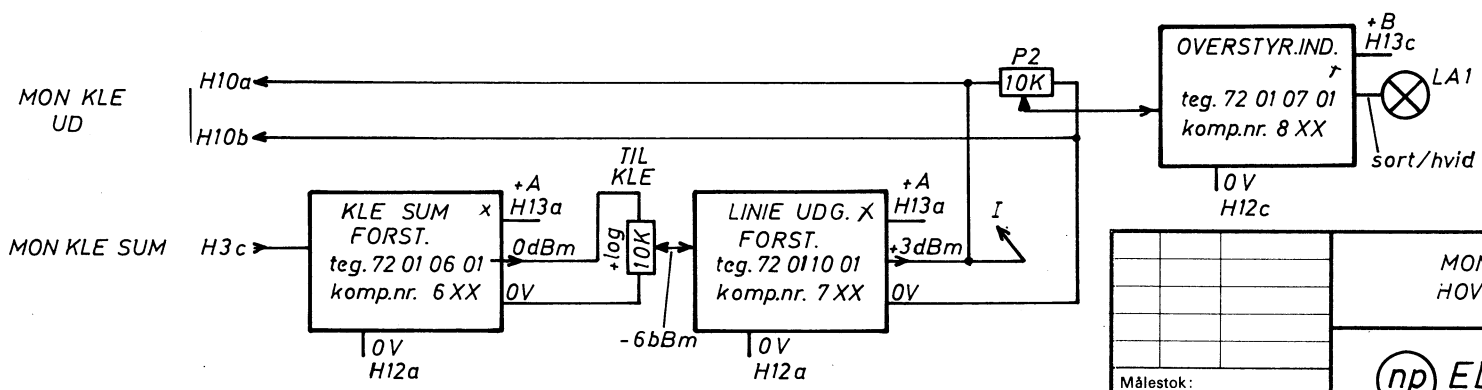 MON KLE
UD
H10a
H10b
P2
10K
OVERSTYR.IND.
teg. 72 01 07 01
komp.nr. 8 XX
+B
H13c
LA1
sort/hvid
0V
H12c
MON KLE SUM
H3c
KLE SUM x
FORST.
teg. 72 01 06 01
komp.nr. 6 XX
+A
H13a
0dBm
0V
0V
H12a
TIL
KLE
+log
10K
-6bBm
LINIE UDG. X
FORST.
teg. 72 01 10 01
komp.nr. 7 XX
+A
H13a
+3dBm
0V
0V
H12a
I
Målestok:
np